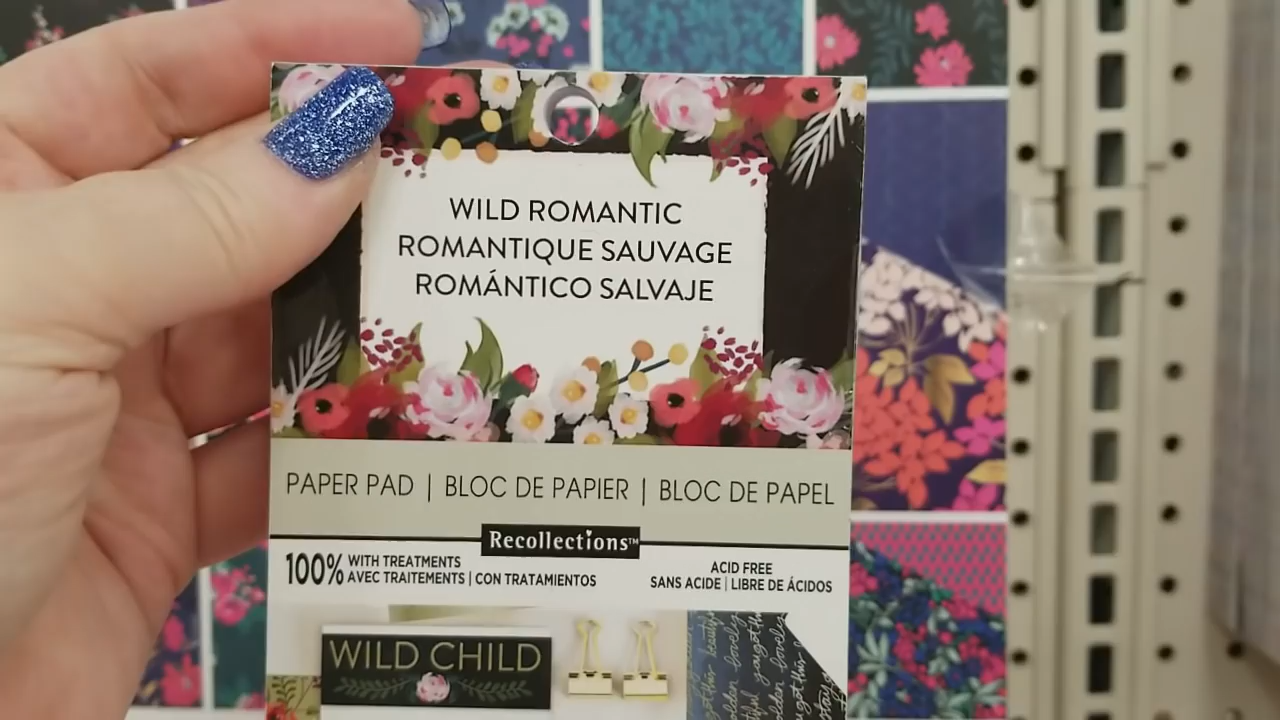 WILD ROMANTIC
ROMANTIQUE SAUVAGE
ROMÁNTICO SALVAJE
PAPER PAD | BLOC DE PAPIER | BLOC DE PAPEL
Recollections™
100% WITH TREATMENTS
AVEC TRAITEMENTS | CON TRATAMIENTOS
ACID FREE
SANS ACIDE | LIBRE DE ÁCIDOS
WILD CHILD